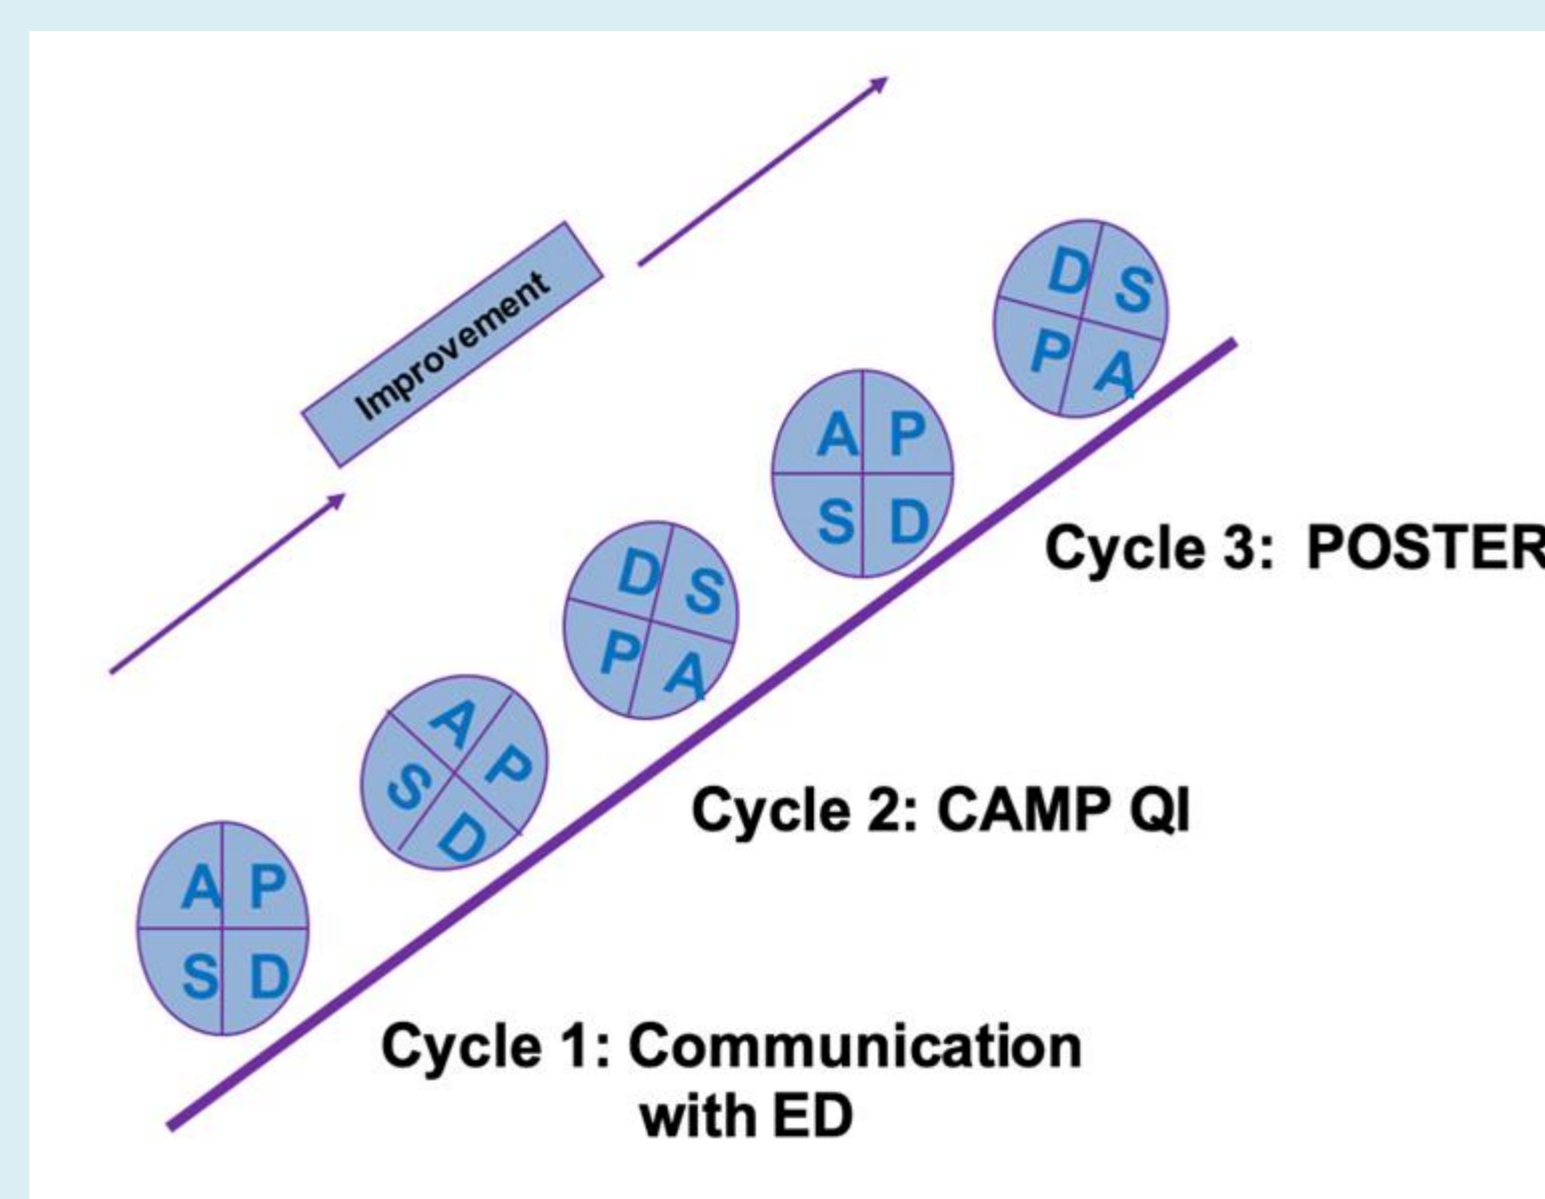 Improvement
D S
P A
A P
S D
D S
P A
A P
S D
A P
S D
Cycle 3: POSTER
Cycle 2: CAMP QI
Cycle 1: Communication
with ED